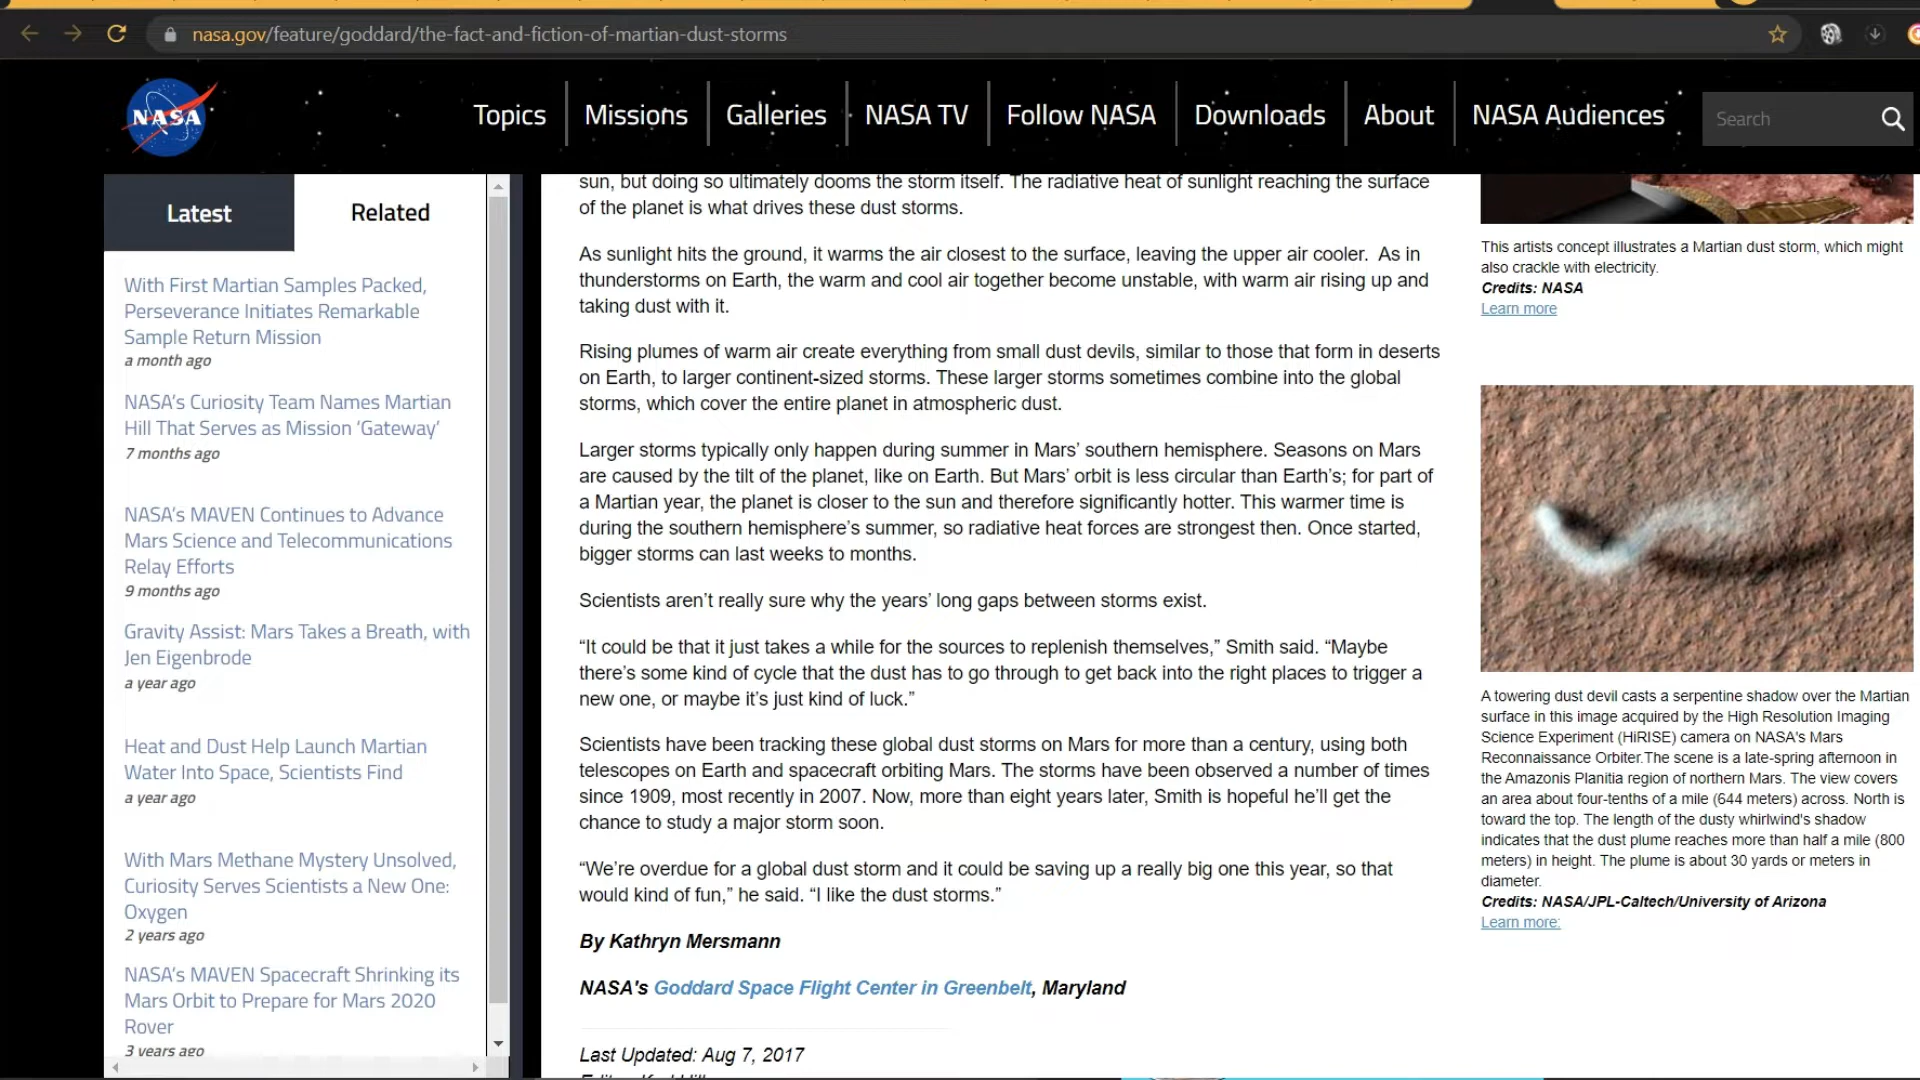 nasa.gov/feature/goddard/the-fact-and-fiction-of-martian-dust-storms
NASA
Topics
Missions
Galleries
NASA TV
Follow NASA
Downloads
About
NASA Audiences
Search
Latest
Related
With First Martian Samples Packed,
Perseverance Initiates Remarkable
Sample Return Mission
a month ago
NASA’s Curiosity Team Names Martian
Hill That Serves as Mission ‘Gateway’
7 months ago
NASA’s MAVEN Continues to Advance
Mars Science and Telecommunications
Relay Efforts
9 months ago
Gravity Assist: Mars Takes a Breath, with
Jen Eigenbrode
a year ago
Heat and Dust Help Launch Martian
Water Into Space, Scientists Find
a year ago
With Mars Methane Mystery Unsolved,
Curiosity Serves Scientists a New One:
Oxygen
2 years ago
NASA’s MAVEN Spacecraft Shrinking its
Mars Orbit to Prepare for Mars 2020
Rover
3 years ago
sun, but doing so ultimately dooms the storm itself. The radiative heat of sunlight reaching the surface
of the planet is what drives these dust storms.
As sunlight hits the ground, it warms the air closest to the surface, leaving the upper air cooler.  As in
thunderstorms on Earth, the warm and cool air together become unstable, with warm air rising up and
taking dust with it.
Rising plumes of warm air create everything from small dust devils, similar to those that form in deserts
on Earth, to larger continent-sized storms. These larger storms sometimes combine into the global
storms, which cover the entire planet in atmospheric dust.
Larger storms typically only happen during summer in Mars’ southern hemisphere. Seasons on Mars
are caused by the tilt of the planet, like on Earth. But Mars’ orbit is less circular than Earth’s; for part of
a Martian year, the planet is closer to the sun and therefore significantly hotter. This warmer time is
during the southern hemisphere’s summer, so radiative heat forces are strongest then. Once started,
bigger storms can last weeks to months.
Scientists aren’t really sure why the years’ long gaps between storms exist.
“It could be that it just takes a while for the sources to replenish themselves,” Smith said. “Maybe
there’s some kind of cycle that the dust has to go through to get back into the right places to trigger a
new one, or maybe it’s just kind of luck.”
Scientists have been tracking these global dust storms on Mars for more than a century, using both
telescopes on Earth and spacecraft orbiting Mars. The storms have been observed a number of times
since 1909, most recently in 2007. Now, more than eight years later, Smith is hopeful he’ll get the
chance to study a major storm soon.
“We’re overdue for a global dust storm and it could be saving up a really big one this year, so that
would kind of fun,” he said. “I like the dust storms.”
By Kathryn Mersmann
NASA's Goddard Space Flight Center in Greenbelt, Maryland
Last Updated: Aug 7, 2017
This artists concept illustrates a Martian dust storm, which might
also crackle with electricity.
Credits: NASA
Learn more
A towering dust devil casts a serpentine shadow over the Martian
surface in this image acquired by the High Resolution Imaging
Science Experiment (HiRISE) camera on NASA's Mars
Reconnaissance Orbiter.The scene is a late-spring afternoon in
the Amazonis Planitia region of northern Mars. The view covers
an area about four-tenths of a mile (644 meters) across. North is
toward the top. The length of the dusty whirlwind's shadow
indicates that the dust plume reaches more than half a mile (800
meters) in height. The plume is about 30 yards or meters in
diameter.
Credits: NASA/JPL-Caltech/University of Arizona
Learn more: